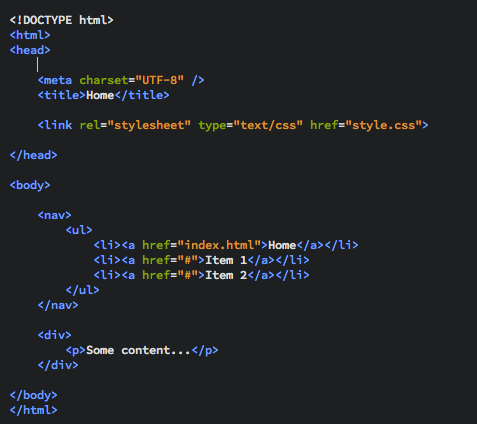 <!DOCTYPE html>
<html>
<head>
<meta charset="UTF-8" />
<title>Home</title>
<link rel="stylesheet" type="text/css" href="style.css">
</head>
<body>
<nav>
<ul>
<li><a href="index.html">Home</a></li>
<li><a href="#">Item 1</a></li>
<li><a href="#">Item 2</a></li>
</ul>
</nav>
<div>
<p>Some content...</p>
</div>
</body>
</html>